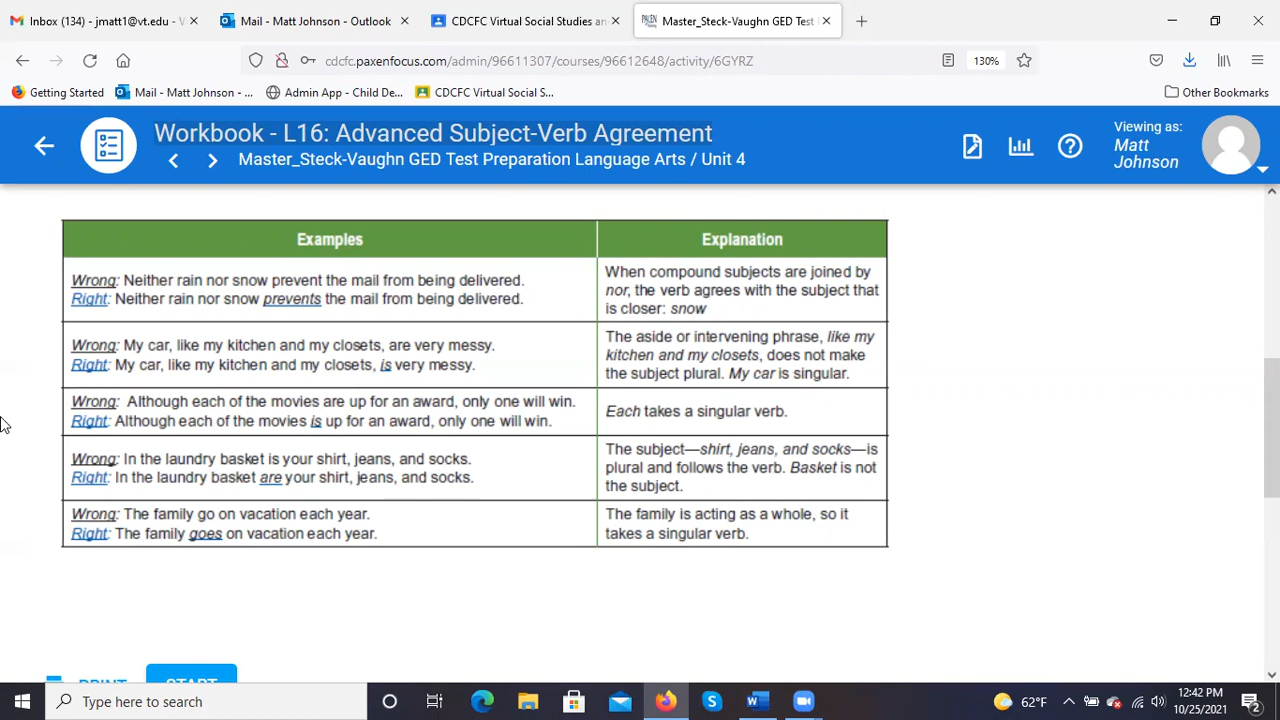 Inbox (134) - jmatt1@vt.edu - V
Mail - Matt Johnson - Outlook
CDCFC Virtual Social Studies an
Master_Steck-Vaughn GED Test
cdcfc.paxenfocus.com/admin/96611307/courses/96612648/activity/6GYRZ
130%
Getting Started
Mail - Matt Johnson - ...
Admin App - Child De...
CDCFC Virtual Social S...
Other Bookmarks
Workbook - L16: Advanced Subject-Verb Agreement
Master_Steck-Vaughn GED Test Preparation Language Arts / Unit 4
Viewing as:
Matt
Johnson
Examples
Explanation
Wrong: Neither rain nor snow prevent the mail from being delivered.
Right: Neither rain nor snow prevents the mail from being delivered.
When compound subjects are joined by
nor, the verb agrees with the subject that
is closer: snow
Wrong: My car, like my kitchen and my closets, are very messy.
Right: My car, like my kitchen and my closets, is very messy.
The aside or intervening phrase, like my
kitchen and my closets, does not make
the subject plural. My car is singular.
Wrong: Although each of the movies are up for an award, only one will win.
Right: Although each of the movies is up for an award, only one will win.
Each takes a singular verb.
Wrong: In the laundry basket is your shirt, jeans, and socks.
Right: In the laundry basket are your shirt, jeans, and socks.
The subject—shirt, jeans, and socks—is
plural and follows the verb. Basket is not
the subject.
Wrong: The family go on vacation each year.
Right: The family goes on vacation each year.
The family is acting as a whole, so it
takes a singular verb.
PRINT
START
Type here to search
62°F
12:42 PM
10/25/2021
2